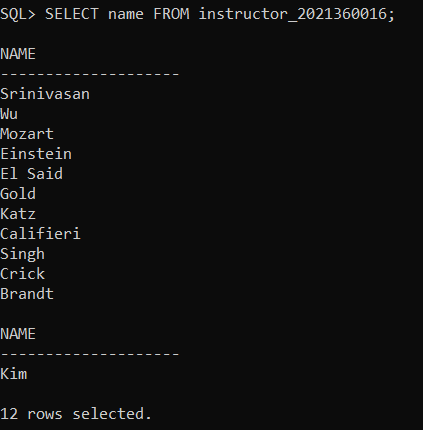 SQL> SELECT name FROM instructor_2021360016;
NAME
--------------------
Srinivasan
Wu
Mozart
Einstein
El Said
Gold
Katz
Califieri
Singh
Crick
Brandt
NAME
--------------------
Kim
12 rows selected.